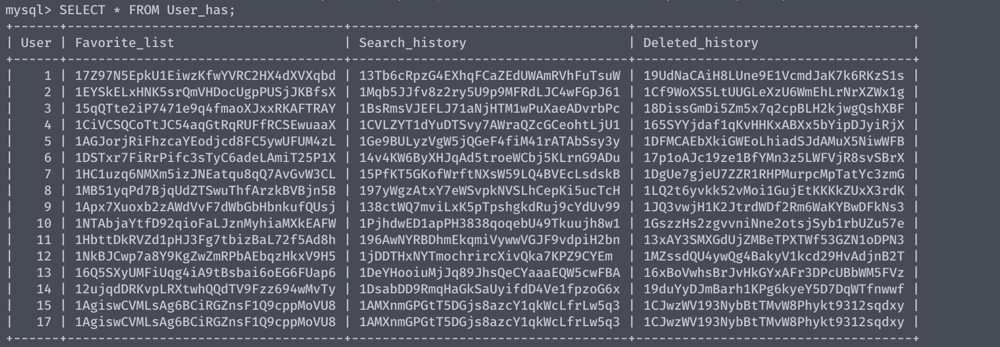 mysql> SELECT * FROM User_has;
+------+------------------------------------+------------------------------------+------------------------------------+
| User | Favorite_list | Search_history | Deleted_history |
+------+------------------------------------+------------------------------------+------------------------------------+
| 1 | 17Z97N5EpkU1EiwzKfwYVRC2HX4dXVXqbd | 13Tb6cRpzG4EXhqFCaZEdUWAmRVhFuTsuW | 19UdNaCAiH8LUne9E1VcmdJaK7k6RKzS1s |
| 2 | 1EYSkELxHNK5srQmVHDocUgpPUSjJKBfsX | 1Mqb5JJfv8z2ry5U9p9MFRdLJC4wFGpJ61 | 1Cf9WoXS5LtUUGLeXzU6WmEhLrNrXZWx1g |
| 3 | 15qQTte2iP7471e9q4fmaoXJxxRKAFTRAY | 1BsRmsVJEFLJ71aNjHTM1wPuXaeADvrbPc | 18DissGmDi5Zm5x7q2cpBLH2kjwgQshXBF |
| 4 | 1CiVCSQCoTtJC54aqGtRqRUFfRCSEwuaaX | 1CVLZYT1dYuDTSvy7AWraQZcGCeohtLjU1 | 165SYYjdaf1qKvHHKxABXx5bYipDJyiRjX |
| 5 | 1AGJorjRiFhzcaYEodjcd8FC5ywUFUM4zL | 1Ge9BULyzVgW5jQGeF4fiM41rATAbSsy3y | 1DFMCAEbXkiGWEoLhiadSJdAMuX5NiwWFB |
| 6 | 1DSTxr7FiRrPifc3sTyC6adeLAmiT25P1X | 14v4KW6ByXHJqAd5troeWCbj5KLrnG9ADu | 17p1oAJc19ze1BfYMn3z5LWFVjR8svSBrX |
| 7 | 1HC1uzq6NMXm5izJNEatqu8qQ7AvGvW3CL | 15PfKT5GKofWrftNXsW59LQ4BVEcLsdskB | 1DgUe7gjeU7ZZR1RHPMurpcMpTatYc3zmG |
| 8 | 1MB51yqPd7BjqUdZTSwuThfArzkBVBjn5B | 197yWgzAtxY7eWSvpkNVSLhCepKi5ucTcH | 1LQ2t6yvkk52vMoi1GujEtKKKkZUxX3rdK |
| 9 | 1Apx7Xuoxb2zAWdVvF7dWbGbHbnkufQUsj | 138ctWQ7mviLxK5pTpshgkdRuj9cYdUv99 | 1JQ3vwjH1K2JtrdWDf2Rm6WaKYBwDFkNs3 |
| 10 | 1NTAbjaYtfD92qioFaLJznMyhiaMXkEAFW | 1PjhdwED1apPH3838qoqebU49Tkuujh8w1 | 1GszzHs2zgvvniNne2otsjSyb1rbUZu57e |
| 11 | 1HbttDkRVZd1pHJ3Fg7tbizBaL72f5Ad8h | 196AwNYRBDhmEkqmiVywwVGJF9vdpiH2bn | 13xAY3SMXGdUjZMBeTPXTWf53GZN1oDPN3 |
| 12 | 1NkBJCwp7a8Y9KgZwZmRPbAEbqzHkxV9H5 | 1jDDTHxNYTmochrircXivQka7KPZ9CYEm | 1MZssdQU4ywQg4BakyV1kcd29HvAdjnB2T |
| 13 | 16Q5SXyUMFiUqg4iA9tBsbai6oEG6FUap6 | 1DeYHooiuMjJq89JhsQeCYaaaEQW5cwFBA | 16xBoVwhsBrJvHkGYxAFr3DPcUBbWM5FVz |
| 14 | 12ujqdDRKvpLRXtwhQQdTV9Fzz694wMvTy | 1DsabDD9RmqHaGkSaUyifdD4Ve1fpzoG6x | 19duYyDJmBarh1KPg6kyeY5D7DqWTfnwwf |
| 15 | 1AgiswCVMLsAg6BCiRGZnsF1Q9cppMoVU8 | 1AMXnmGPGtT5DGjs8azcY1qkWcLfrLw5q3 | 1CJwzWV193NybBtTMvW8Phykt9312sqdxy |
| 17 | 1AgiswCVMLsAg6BCiRGZnsF1Q9cppMoVU8 | 1AMXnmGPGtT5DGjs8azcY1qkWcLfrLw5q3 | 1CJwzWV193NybBtTMvW8Phykt9312sqdxy |
+------+------------------------------------+------------------------------------+------------------------------------+